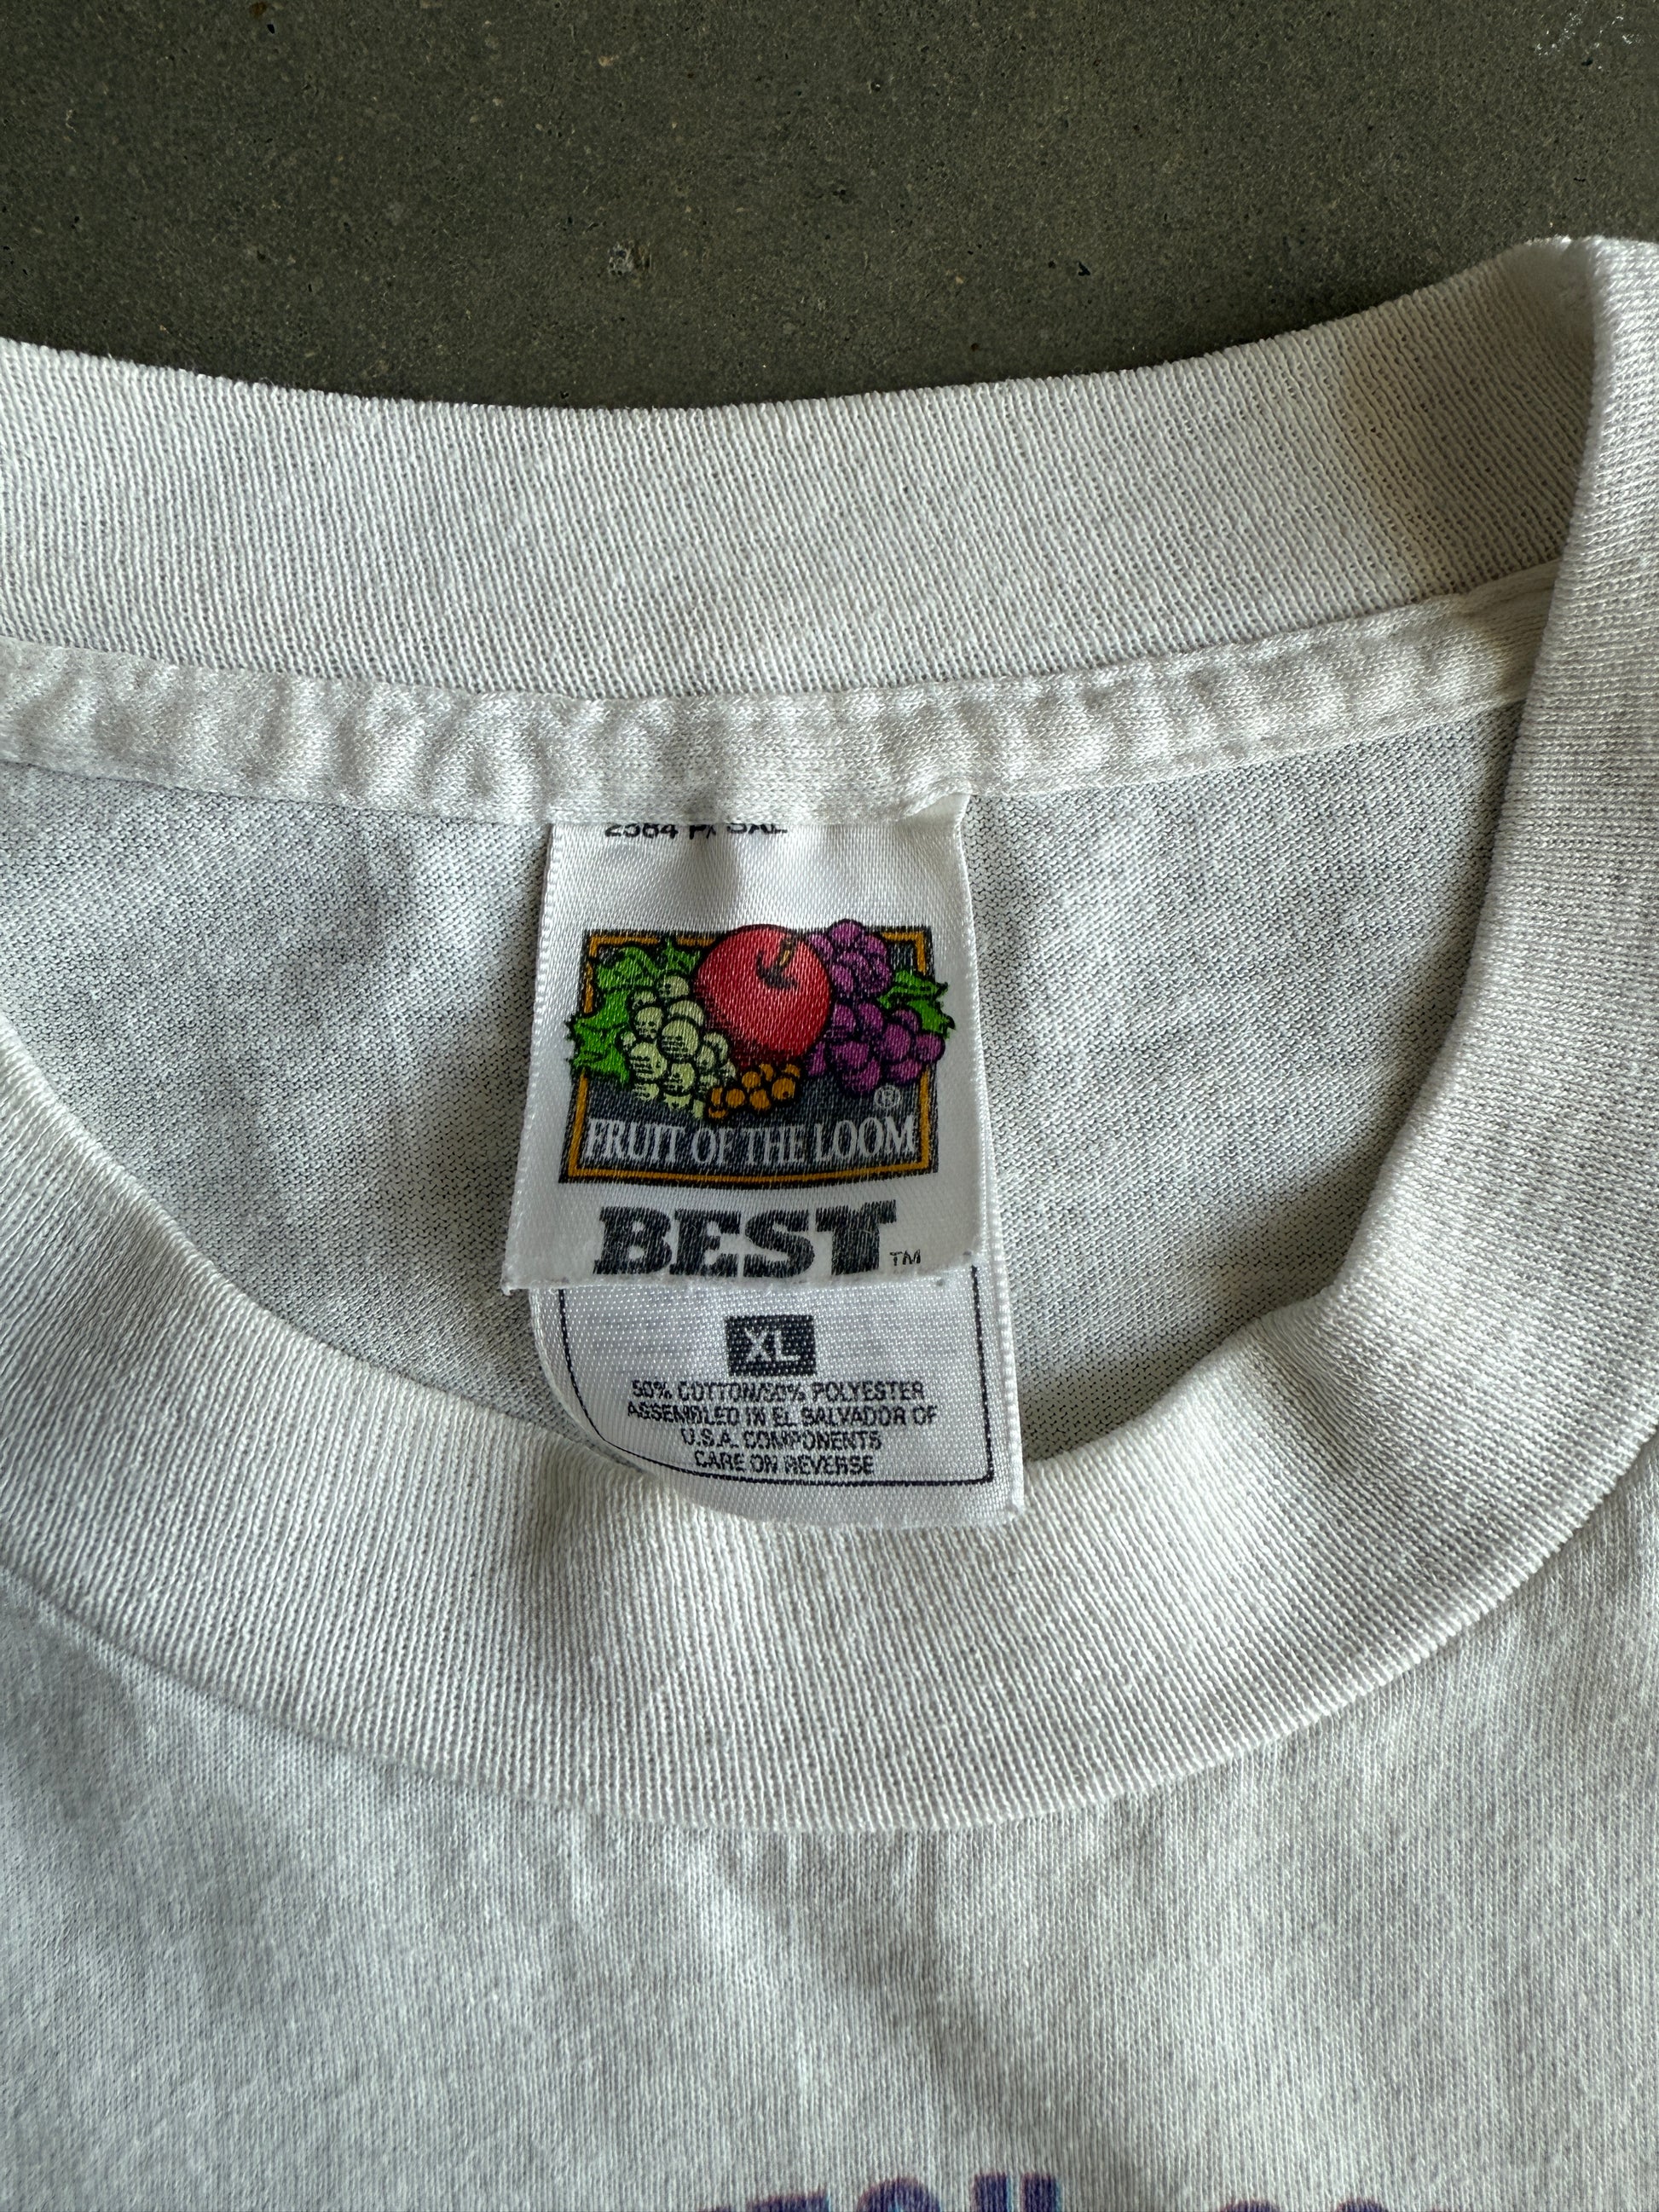 FRUIT OF THE LOOM ®
BEST TM
XL
50% COTTON/50% POLYESTER
ASSEMBLED IN EL SALVADOR OF
U.S.A. COMPONENTS
CARE ON REVERSE